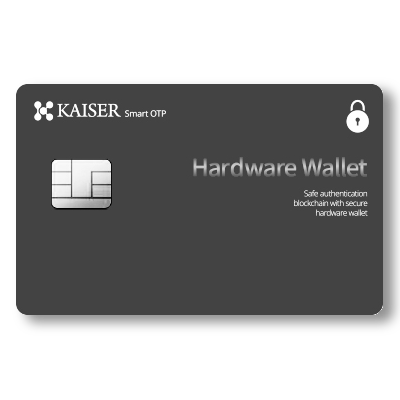 KAISER Smart OTP
Hardware Wallet
Safe authentication
blockchain with secure
hardware wallet